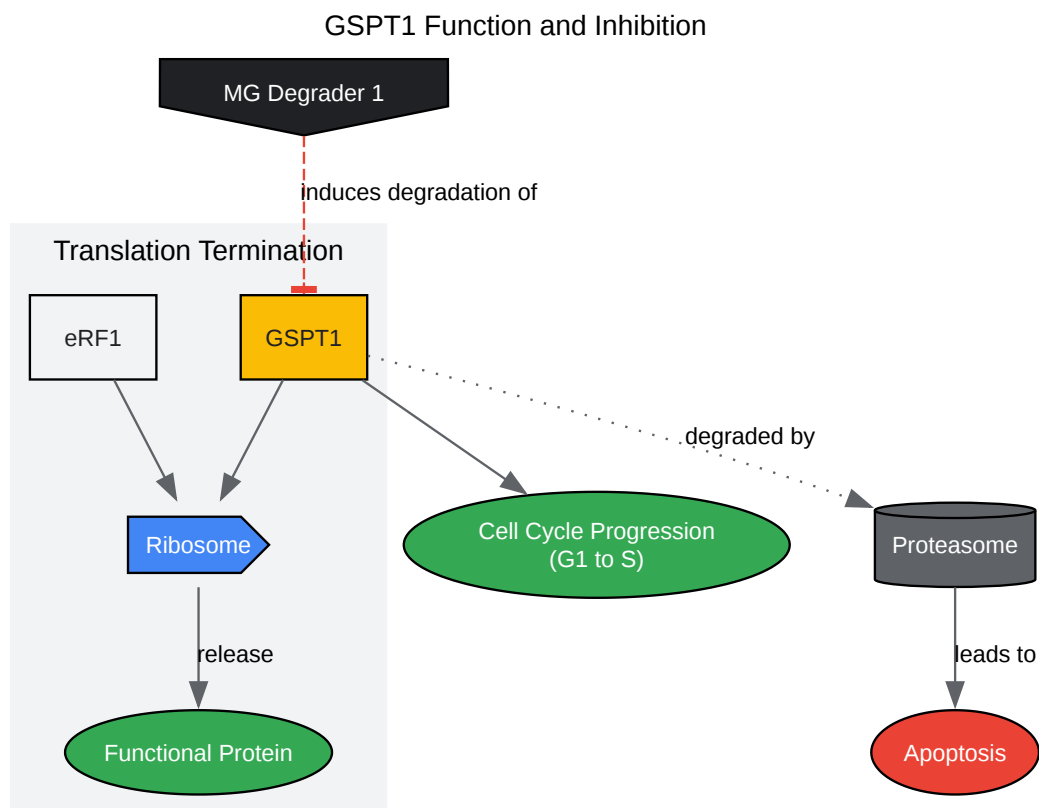 GSPT1 Function and Inhibition
MG Degrader 1
induces degradation of
Translation Termination
eRF1
GSPT1
degraded by
Ribosome
Cell Cycle Progression
(G1 to S)
Proteasome
release
leads to
Functional Protein
Apoptosis